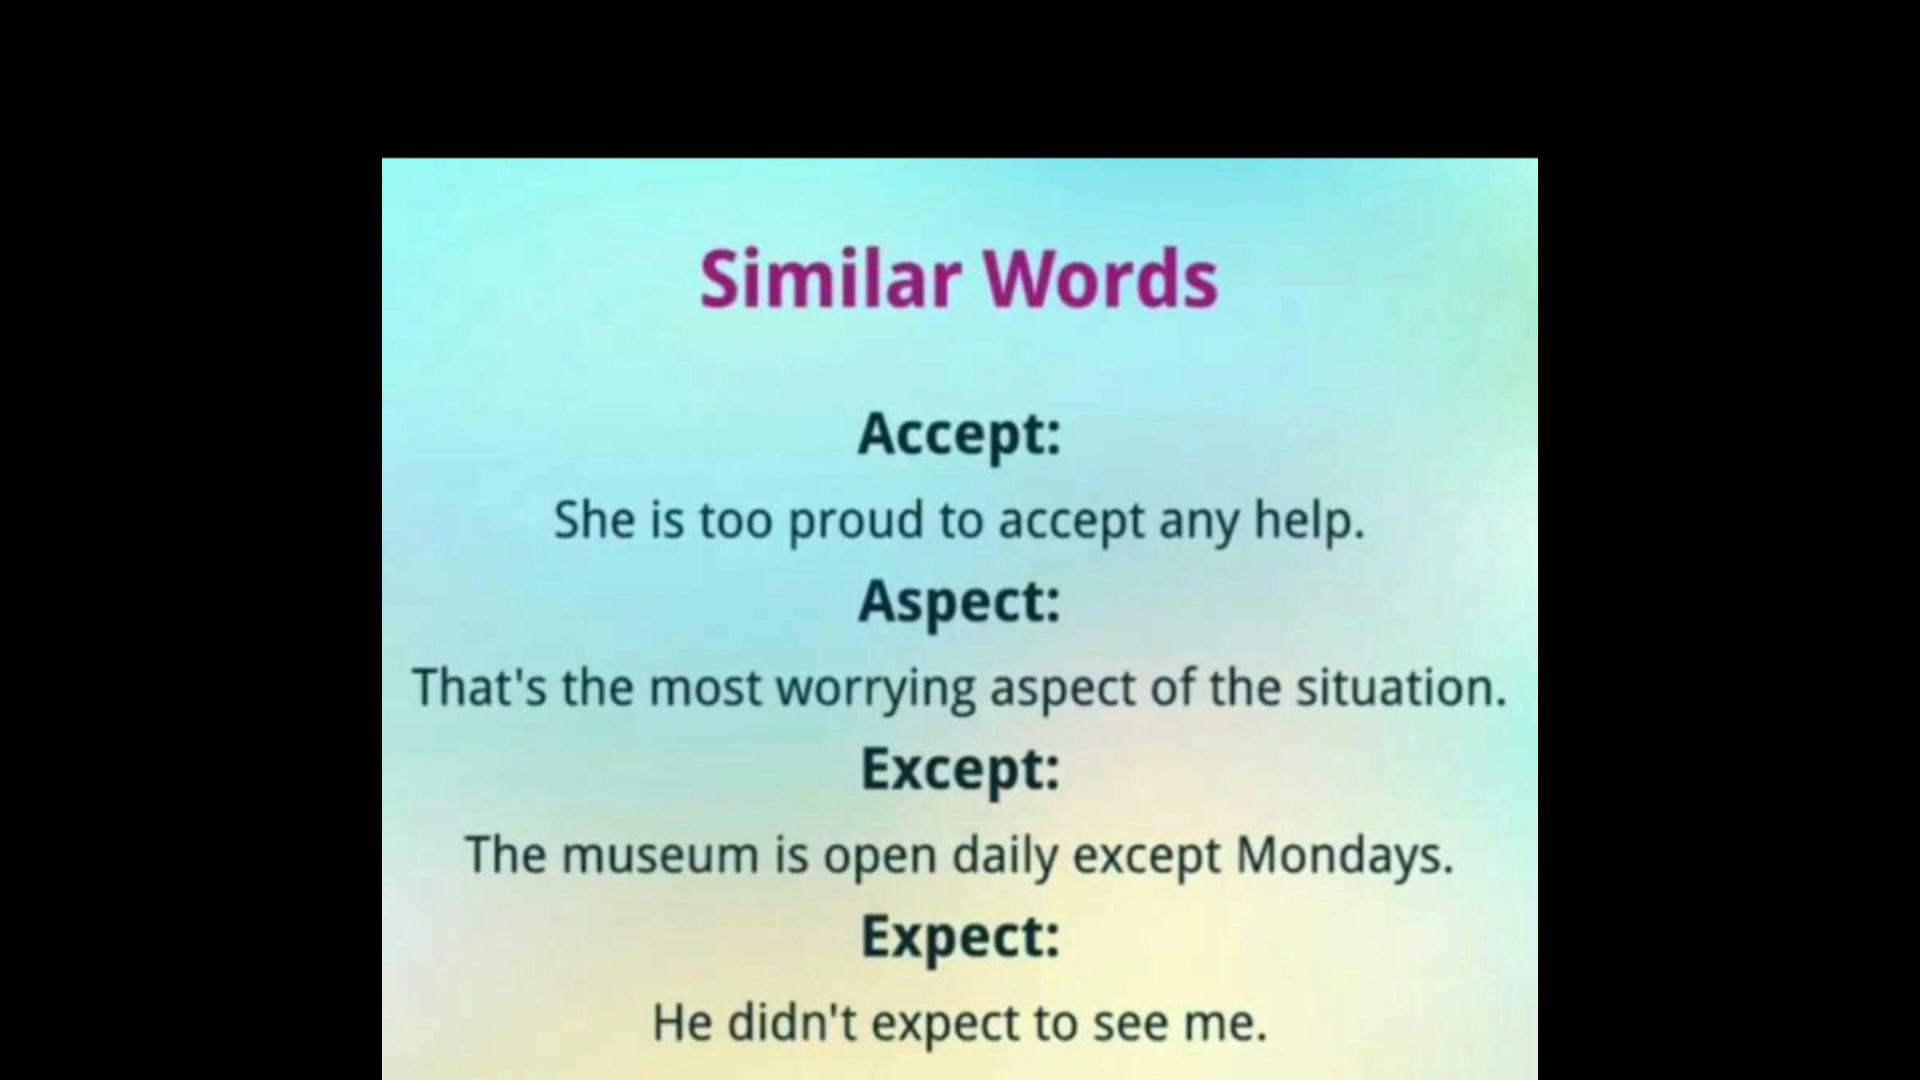 Similar Words
Accept:
She is too proud to accept any help.
Aspect:
That's the most worrying aspect of the situation.
Except:
The museum is open daily except Mondays.
Expect:
He didn't expect to see me.